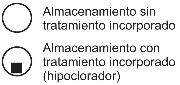 Almacenamiento sin
tratamiento incorporado
Almacenamiento con
tratamiento incorporado
(hipoclorador)